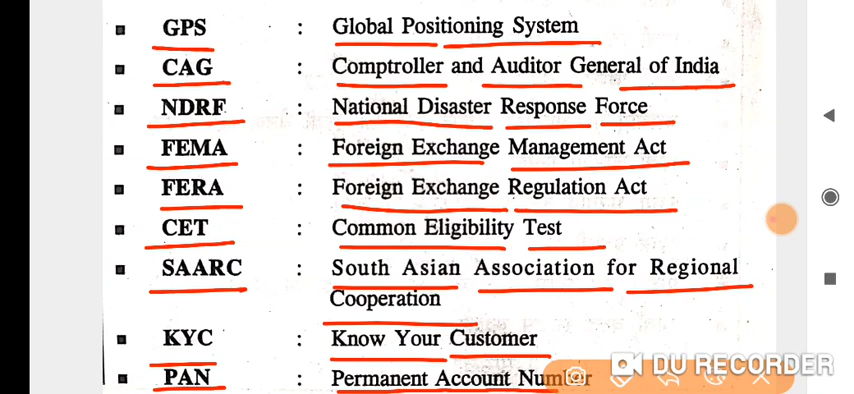 GPS : Global Positioning System
CAG : Comptroller and Auditor General of India
NDRF : National Disaster Response Force
FEMA : Foreign Exchange Management Act
FERA : Foreign Exchange Regulation Act
CET : Common Eligibility Test
SAARC : South Asian Association for Regional
Cooperation
KYC : Know Your Customer
PAN : Permanent Account Number
DU RECORDER